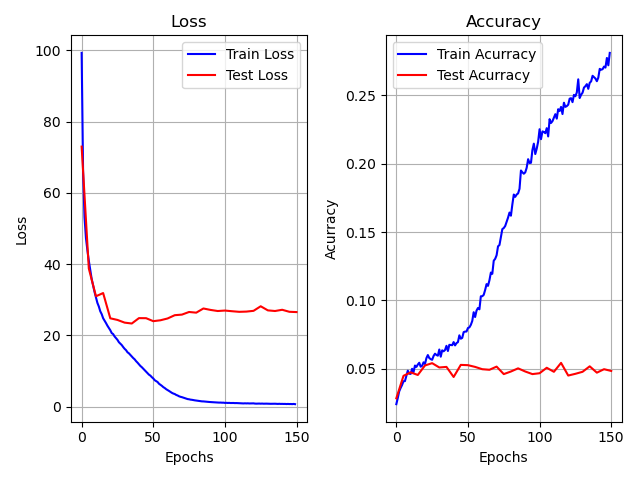 Loss
100
80
60
40
20
0
0
50
100
150
Epochs
Loss
Train Loss
Test Loss
Accuracy
0.25
0.20
0.15
0.10
0.05
0
50
100
150
Epochs
Acurracy
Train Acurracy
Test Acurracy